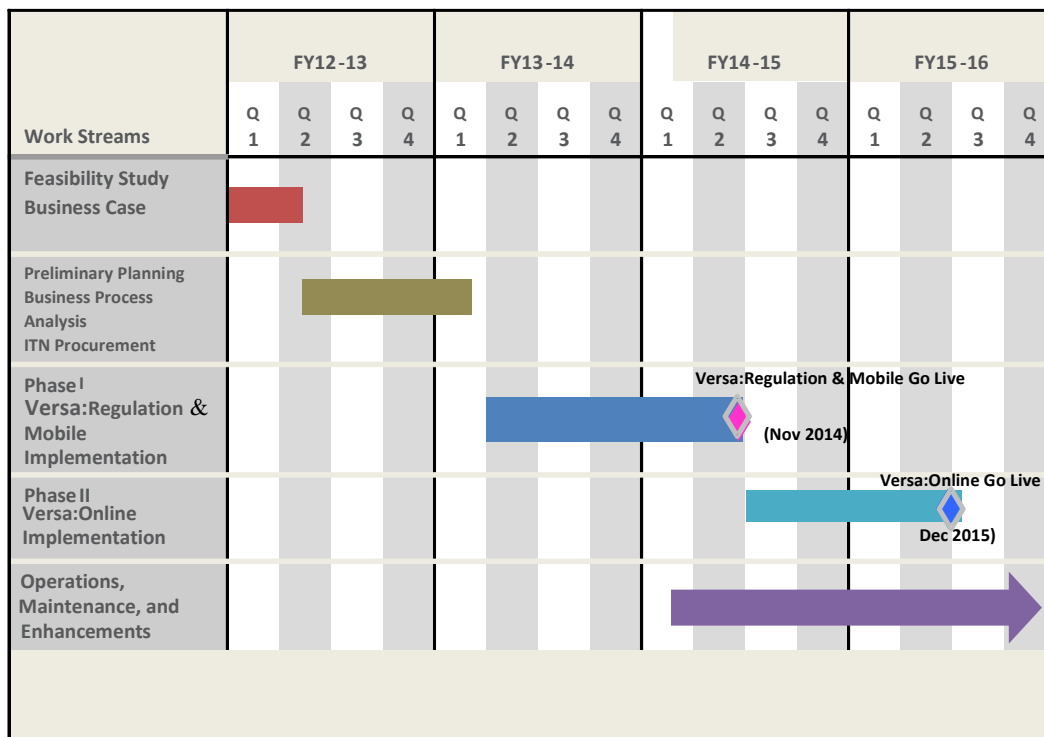 FY12-13 FY13-14 FY14-15 FY15-16
Q Q Q Q Q Q Q Q Q Q Q Q Q Q Q Q
Work Streams 1 2 3 4 1 2 3 4 1 2 3 4 1 2 3 4
Feasibility Study
Business Case
Preliminary Planning
Business Process
Analysis
ITN Procurement
Phase I
Versa:Regulation &
Mobile
Implementation
Versa:Regulation & Mobile Go Live
(Nov 2014)
Phase II
Versa:Online
Implementation
Versa:Online Go Live
Dec 2015)
Operations,
Maintenance, and
Enhancements